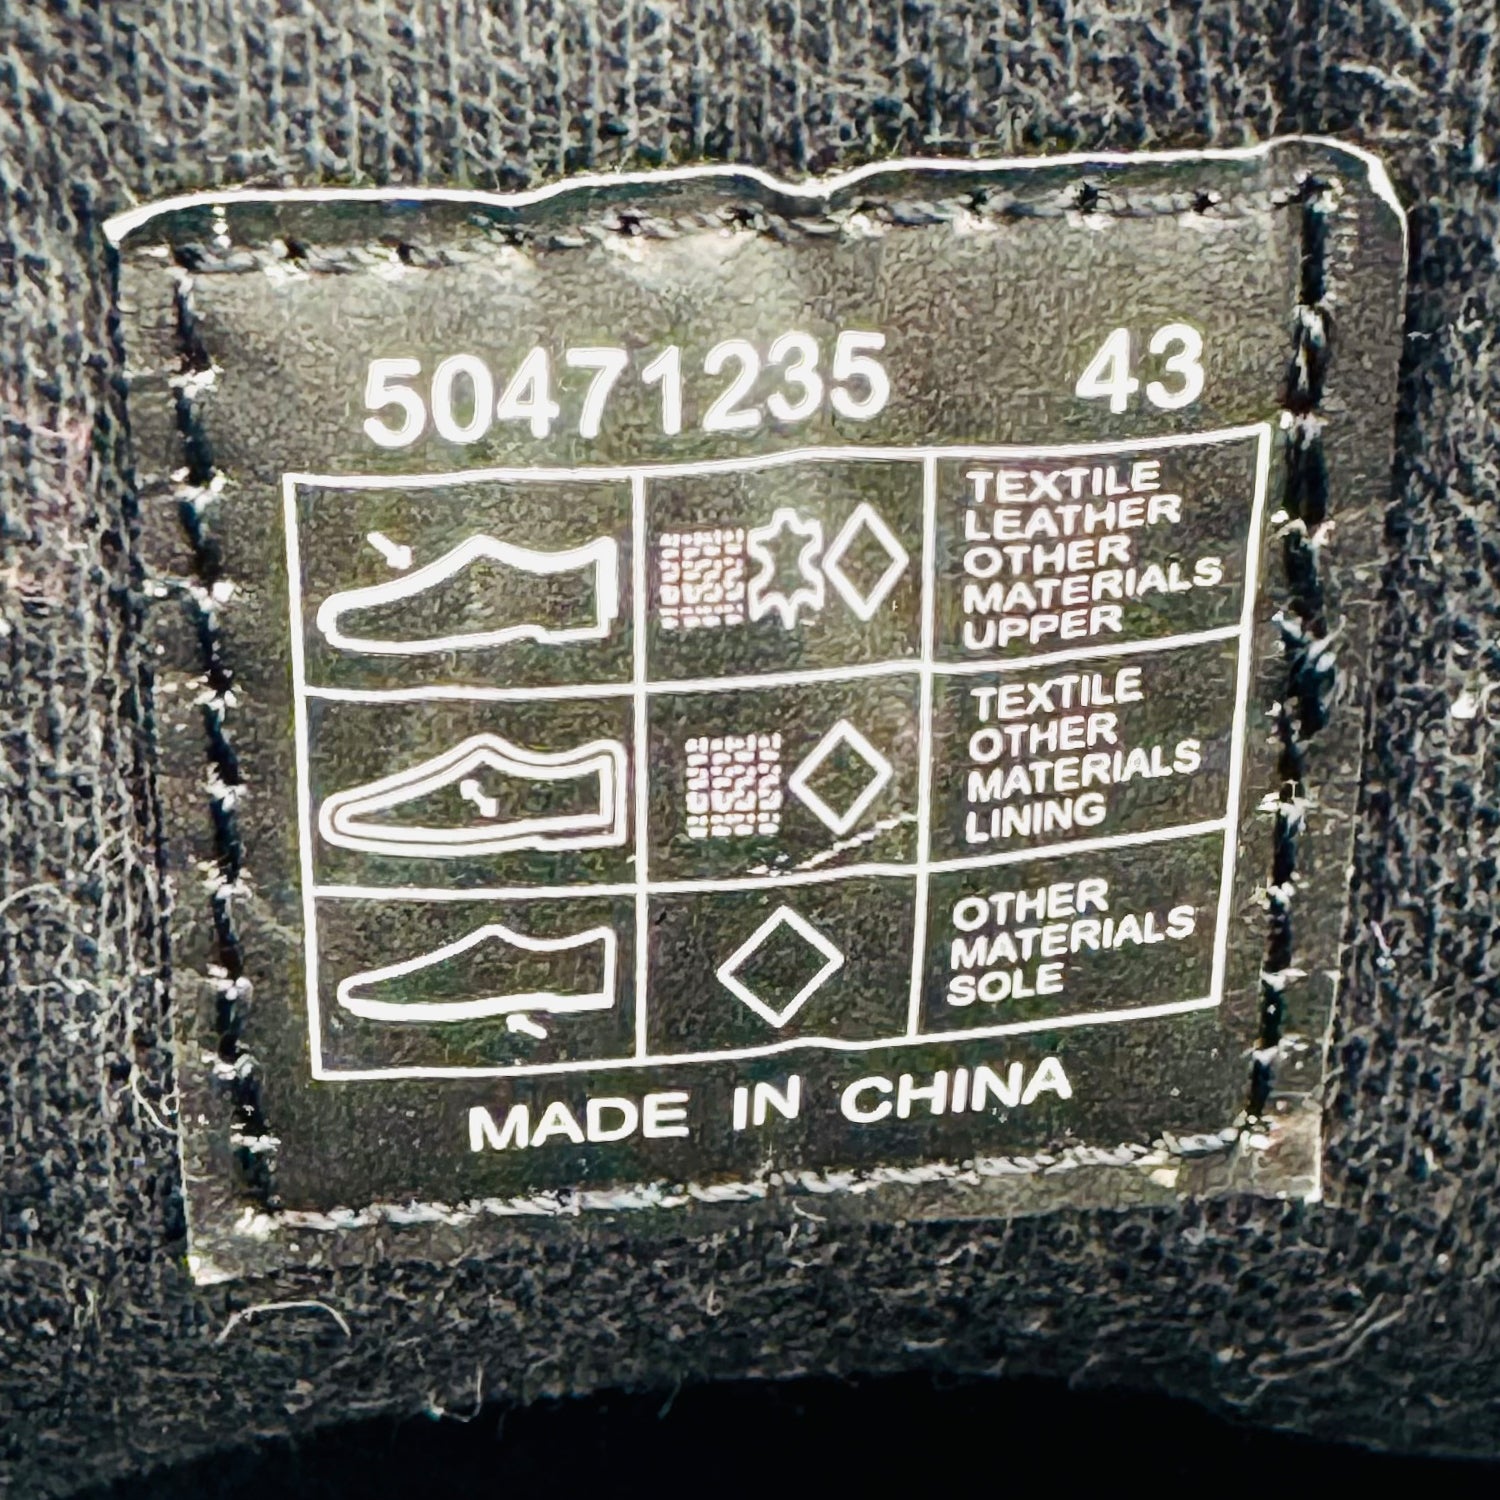 50471235 43
TEXTILE
LEATHER
OTHER
MATERIALS
UPPER
TEXTILE
OTHER
MATERIALS
LINING
OTHER
MATERIALS
SOLE
MADE IN CHINA